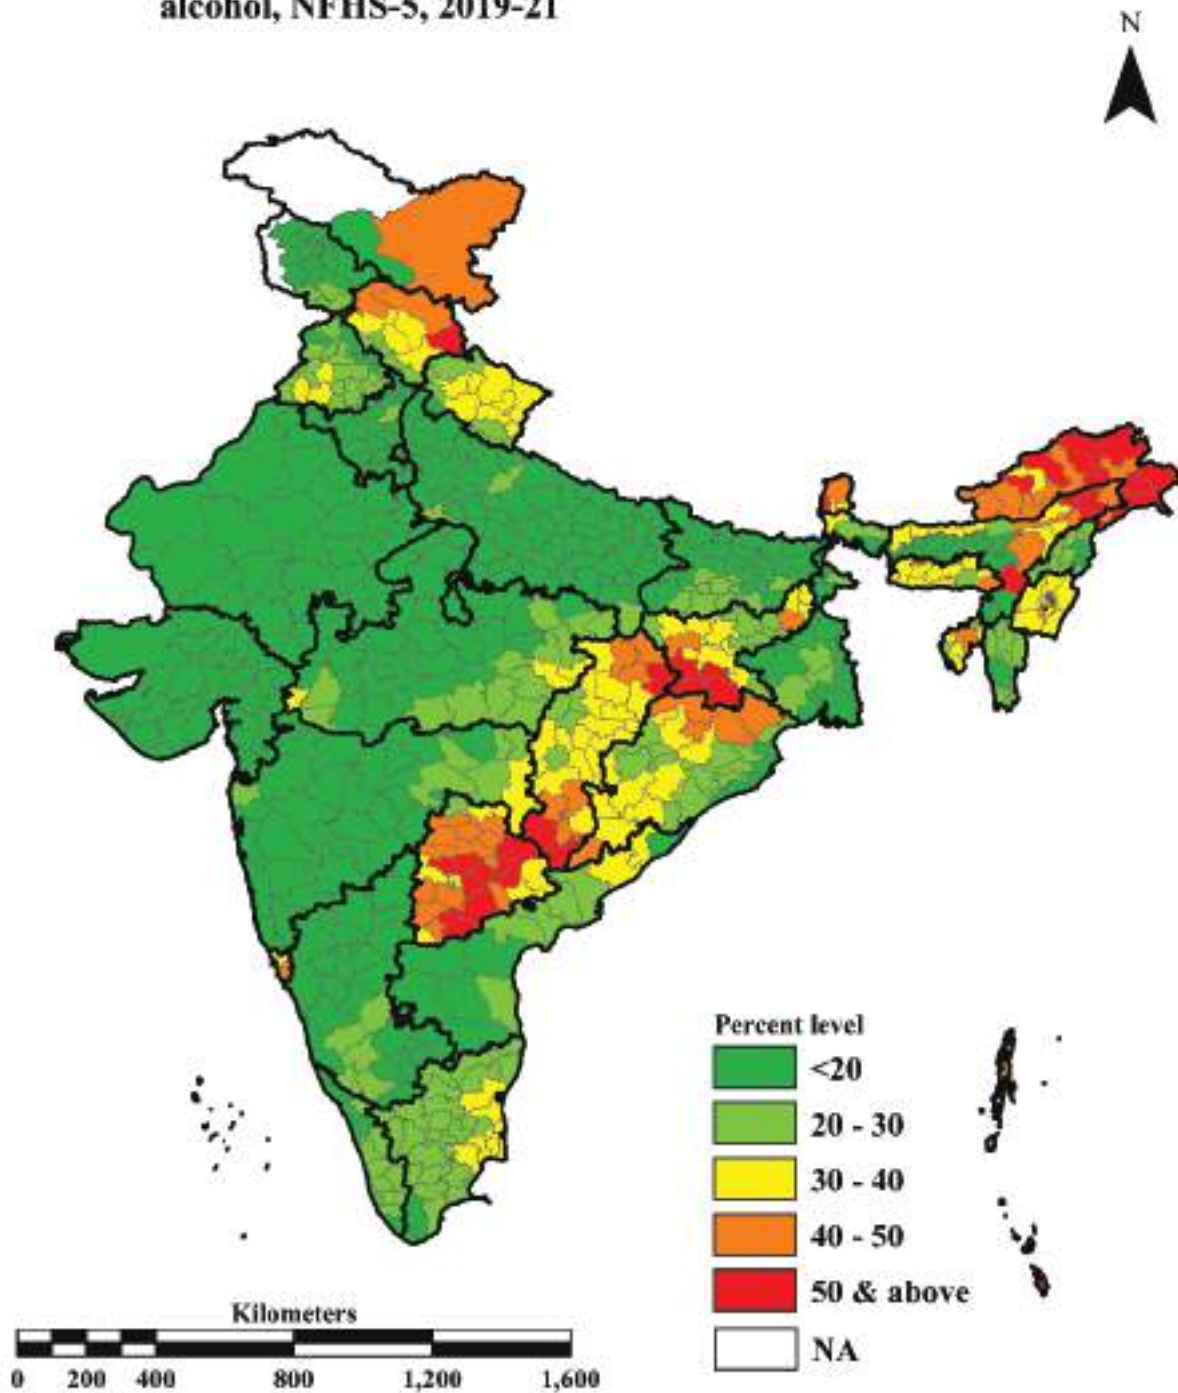 alcohol, NFHS-5, 2019-21
N
Percent level
<20
20 - 30
30 - 40
40 - 50
50 & above
NA
Kilometers
0 200 400 800 1,200 1,600